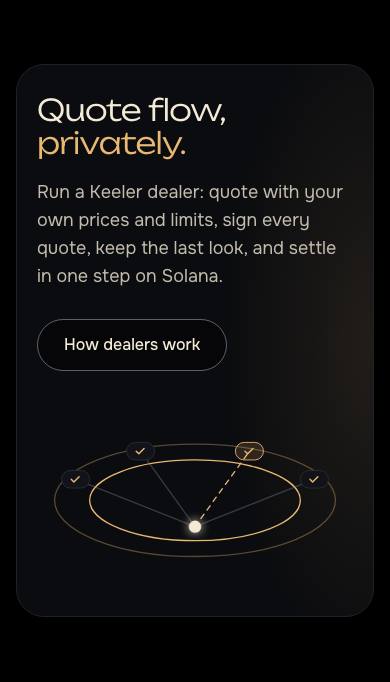 Quote flow,
privately.
Run a Keeler dealer: quote with your
own prices and limits, sign every
quote, keep the last look, and settle
in one step on Solana.
How dealers work